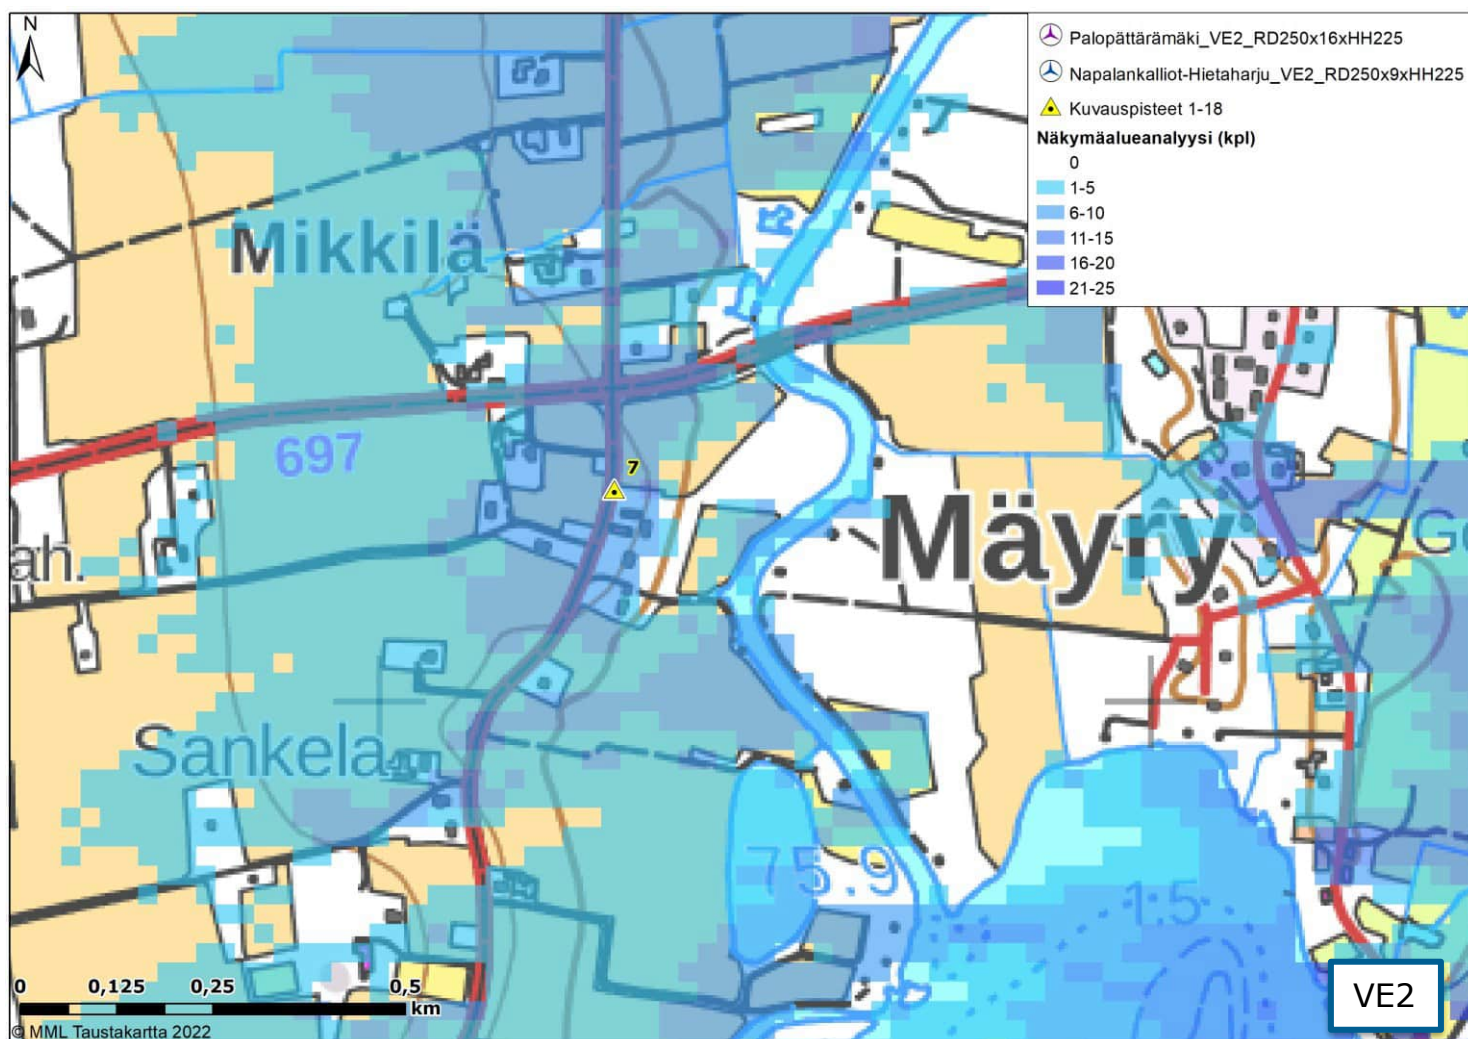 N
Palopättärämäki_VE2_RD250x16xHH225
Napalankalliot-Hietaharju_VE2_RD250x9xHH225
Kuvauspisteet 1-18
Näkymäalueanalyysi (kpl)
0
1-5
6-10
11-15
16-20
21-25
Mikkilä
697
7
Mäyry
Go
ah.
Sankela
75.9
1.5
0 0,125 0,25 0,5
km
VE2
© MML Taustakartta 2022